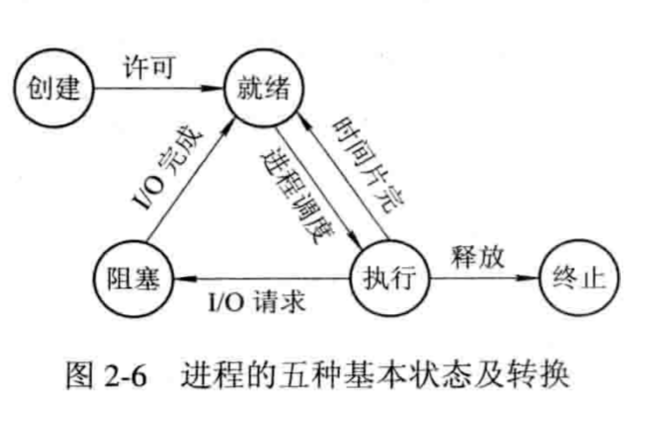 创建
许可
就绪
I/O 完成
进程调度
时间片完
阻塞
I/O 请求
执行
释放
终止
图 2-6 进程的五种基本状态及转换